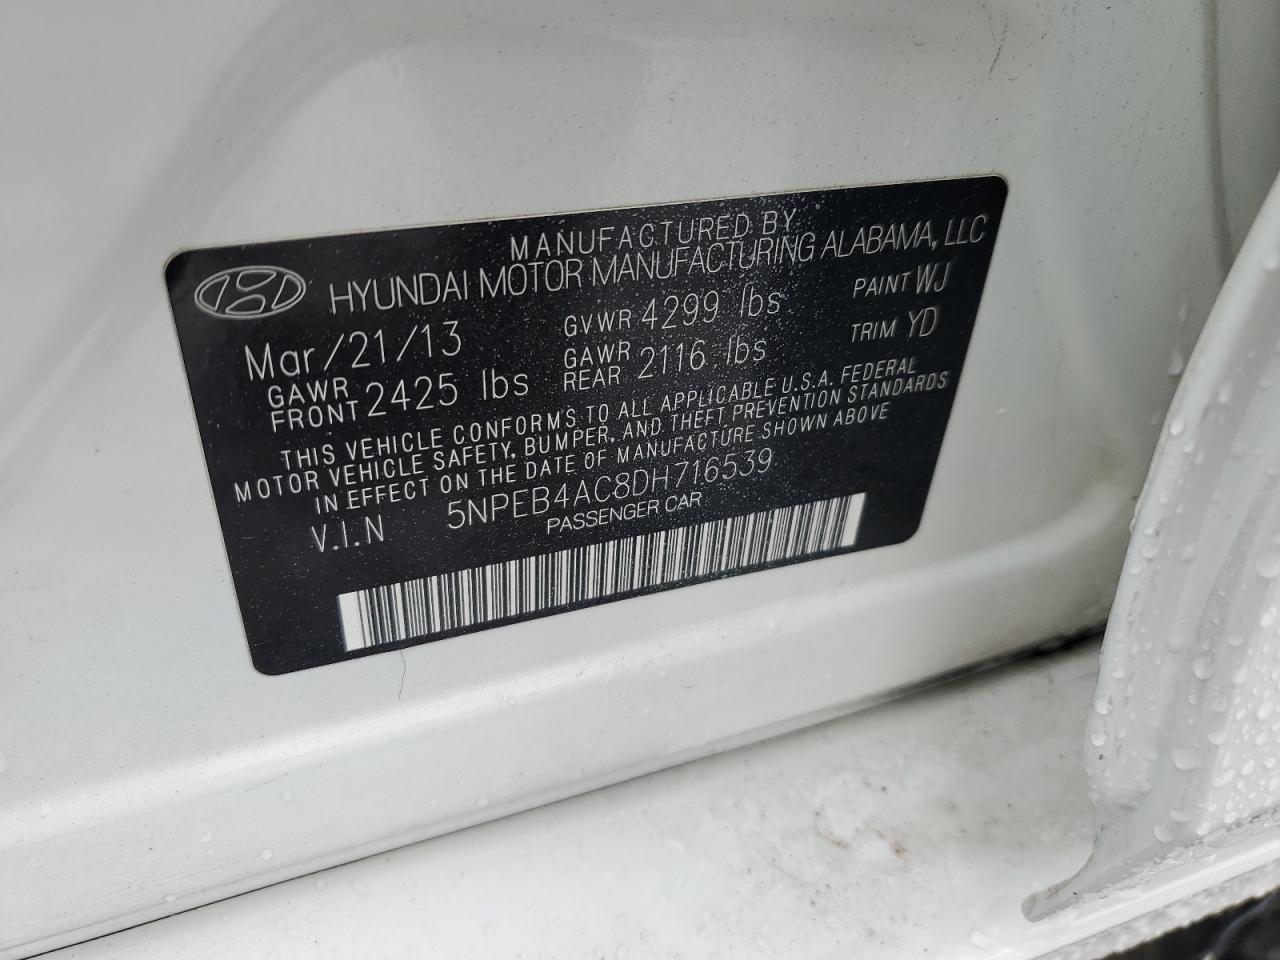 MANUFACTURED BY
HYUNDAI MOTOR MANUFACTURING ALABAMA, LLC
Mar/21/13 GVWR 4299 lbs PAINT WJ
GAWR FRONT 2425 lbs GAWR REAR 2116 lbs TRIM YD
THIS VEHICLE CONFORMS TO ALL APPLICABLE U.S.A. FEDERAL
MOTOR VEHICLE SAFETY, BUMPER, AND THEFT PREVENTION STANDARDS
IN EFFECT ON THE DATE OF MANUFACTURE SHOWN ABOVE
V.I.N 5NPEB4AC8DH716539
PASSENGER CAR